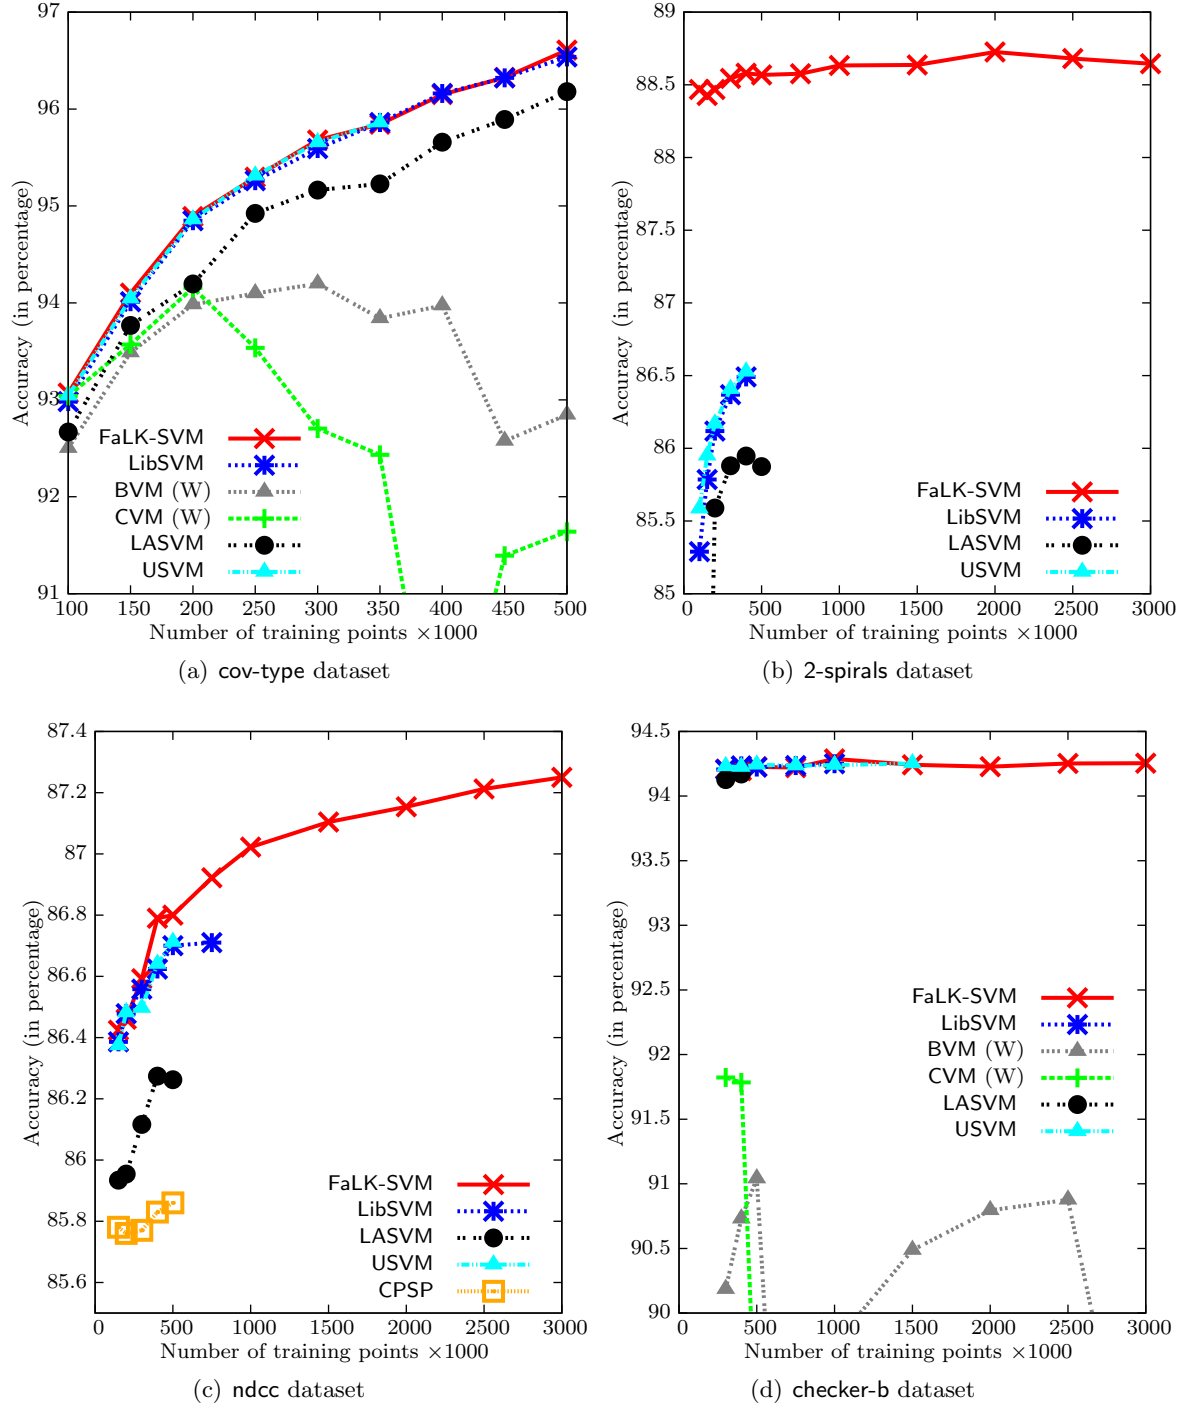 97
96
95
94
93
92
91
Accuracy (in percentage)
FaLK-SVM
LibSVM
BVM (W)
CVM (W)
LASVM
USVM
100 150 200 250 300 350 400 450 500
Number of training points ×1000
(a) cov-type dataset
89
88.5
88
87.5
87
86.5
86
85.5
85
Accuracy (in percentage)
FaLK-SVM
LibSVM
LASVM
USVM
0 500 1000 1500 2000 2500 3000
Number of training points ×1000
(b) 2-spirals dataset
87.4
87.2
87
86.8
86.6
86.4
86.2
86
85.8
85.6
Accuracy (in percentage)
FaLK-SVM
LibSVM
LASVM
USVM
CPSP
0 500 1000 1500 2000 2500 3000
Number of training points ×1000
(c) ndcc dataset
94.5
94
93.5
93
92.5
92
91.5
91
90.5
90
Accuracy (in percentage)
FaLK-SVM
LibSVM
BVM (W)
CVM (W)
LASVM
USVM
0 500 1000 1500 2000 2500 3000
Number of training points ×1000
(d) checker-b dataset